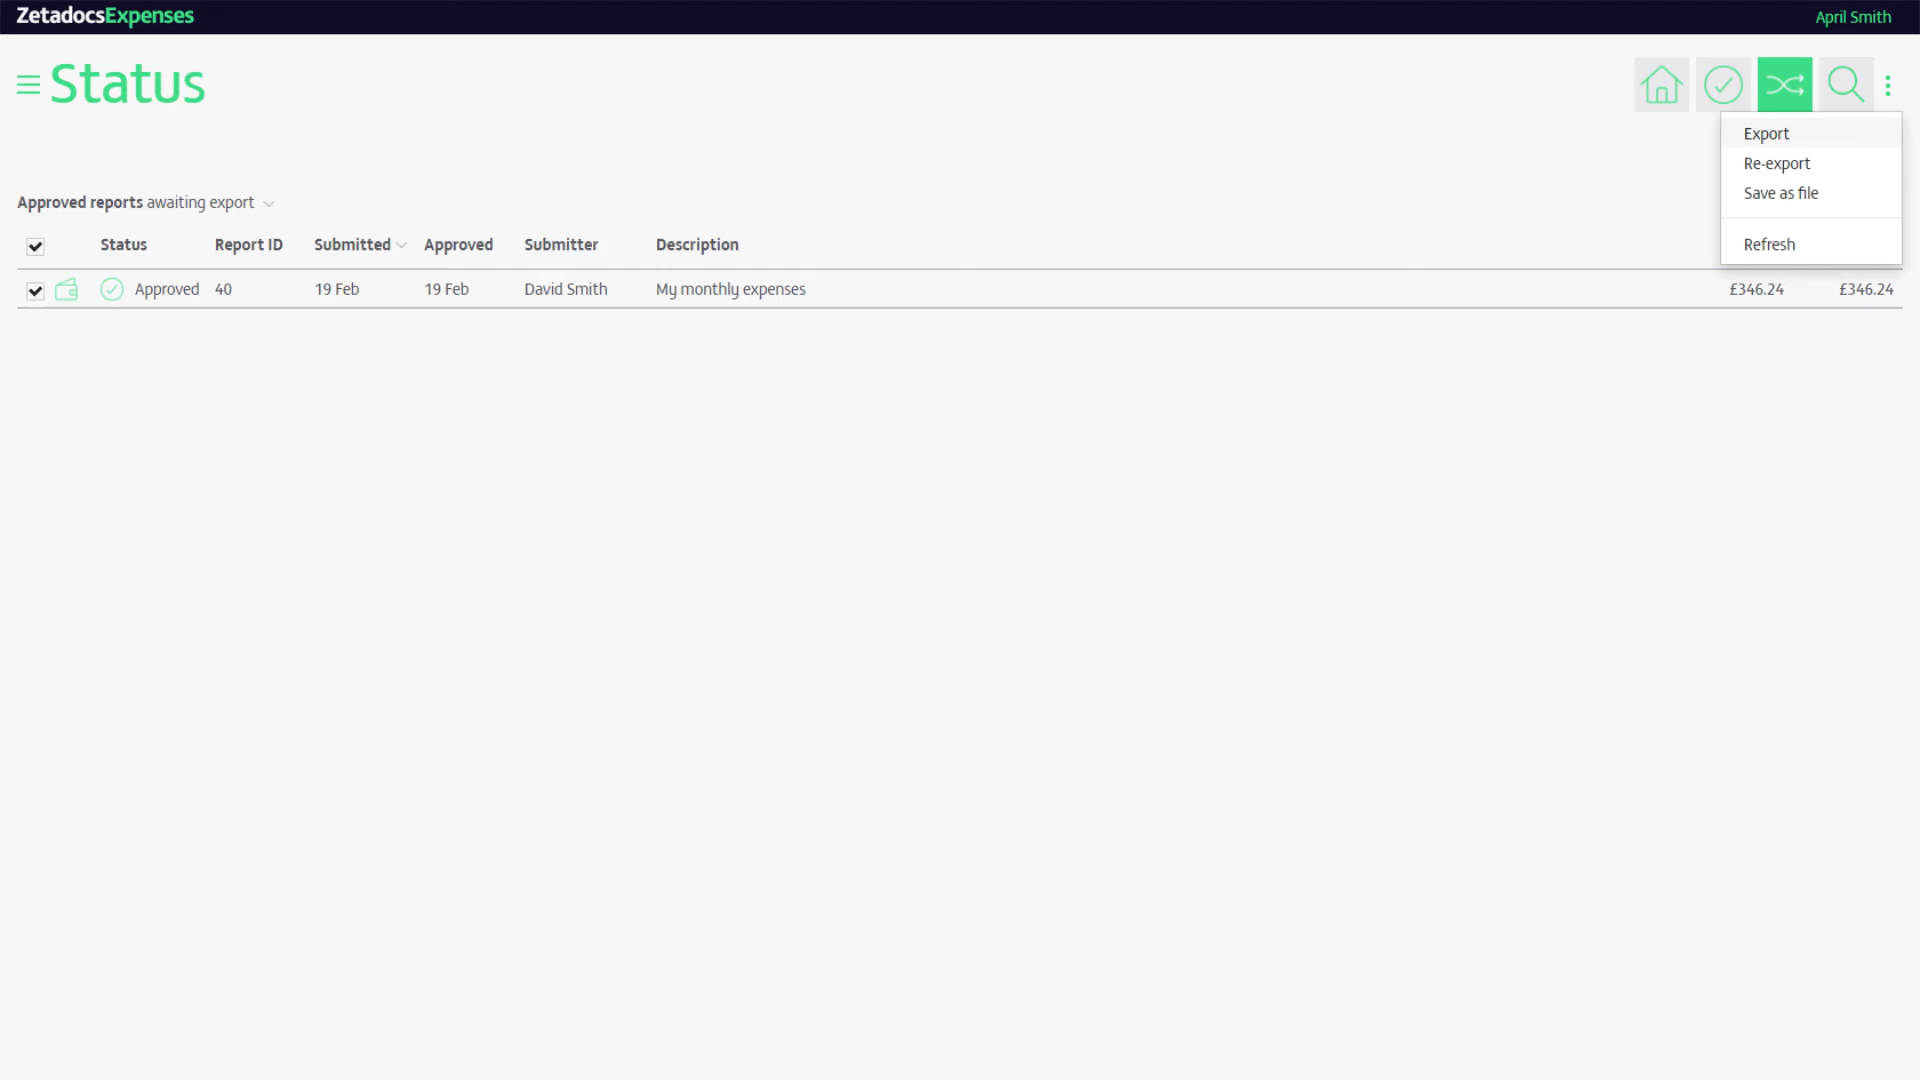 ZetadocsExpenses
April Smith
Status
Export
Re-export
Save as file
Refresh
Approved reports awaiting export
Status Report ID Submitted Approved Submitter Description
Approved 40 19 Feb 19 Feb David Smith My monthly expenses £346.24 £346.24